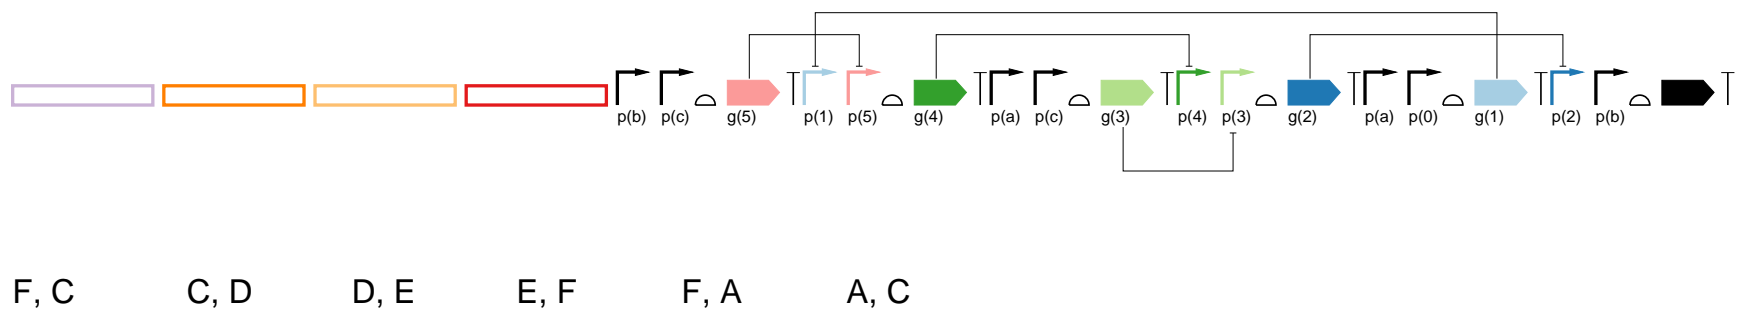 p(b) p(c) g(5) p(1) p(5) g(4) p(a) p(c) g(3) p(4) p(3) g(2) p(a) p(0) g(1) p(2) p(b)
F, C C, D D, E E, F F, A A, C